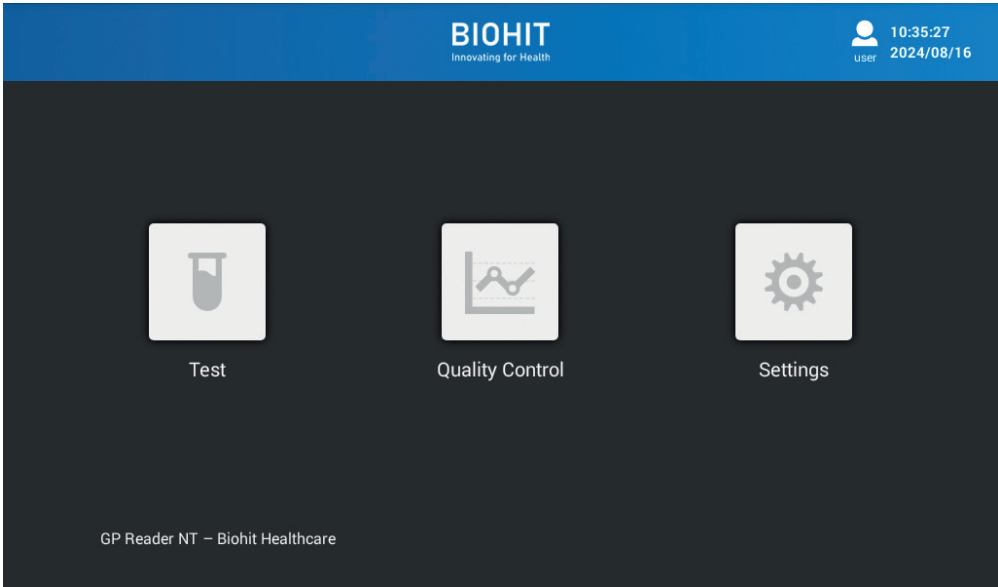 BIOHIT
Innovating for Health
10:35:27
user 2024/08/16
Test
Quality Control
Settings
GP Reader NT – Biohit Healthcare